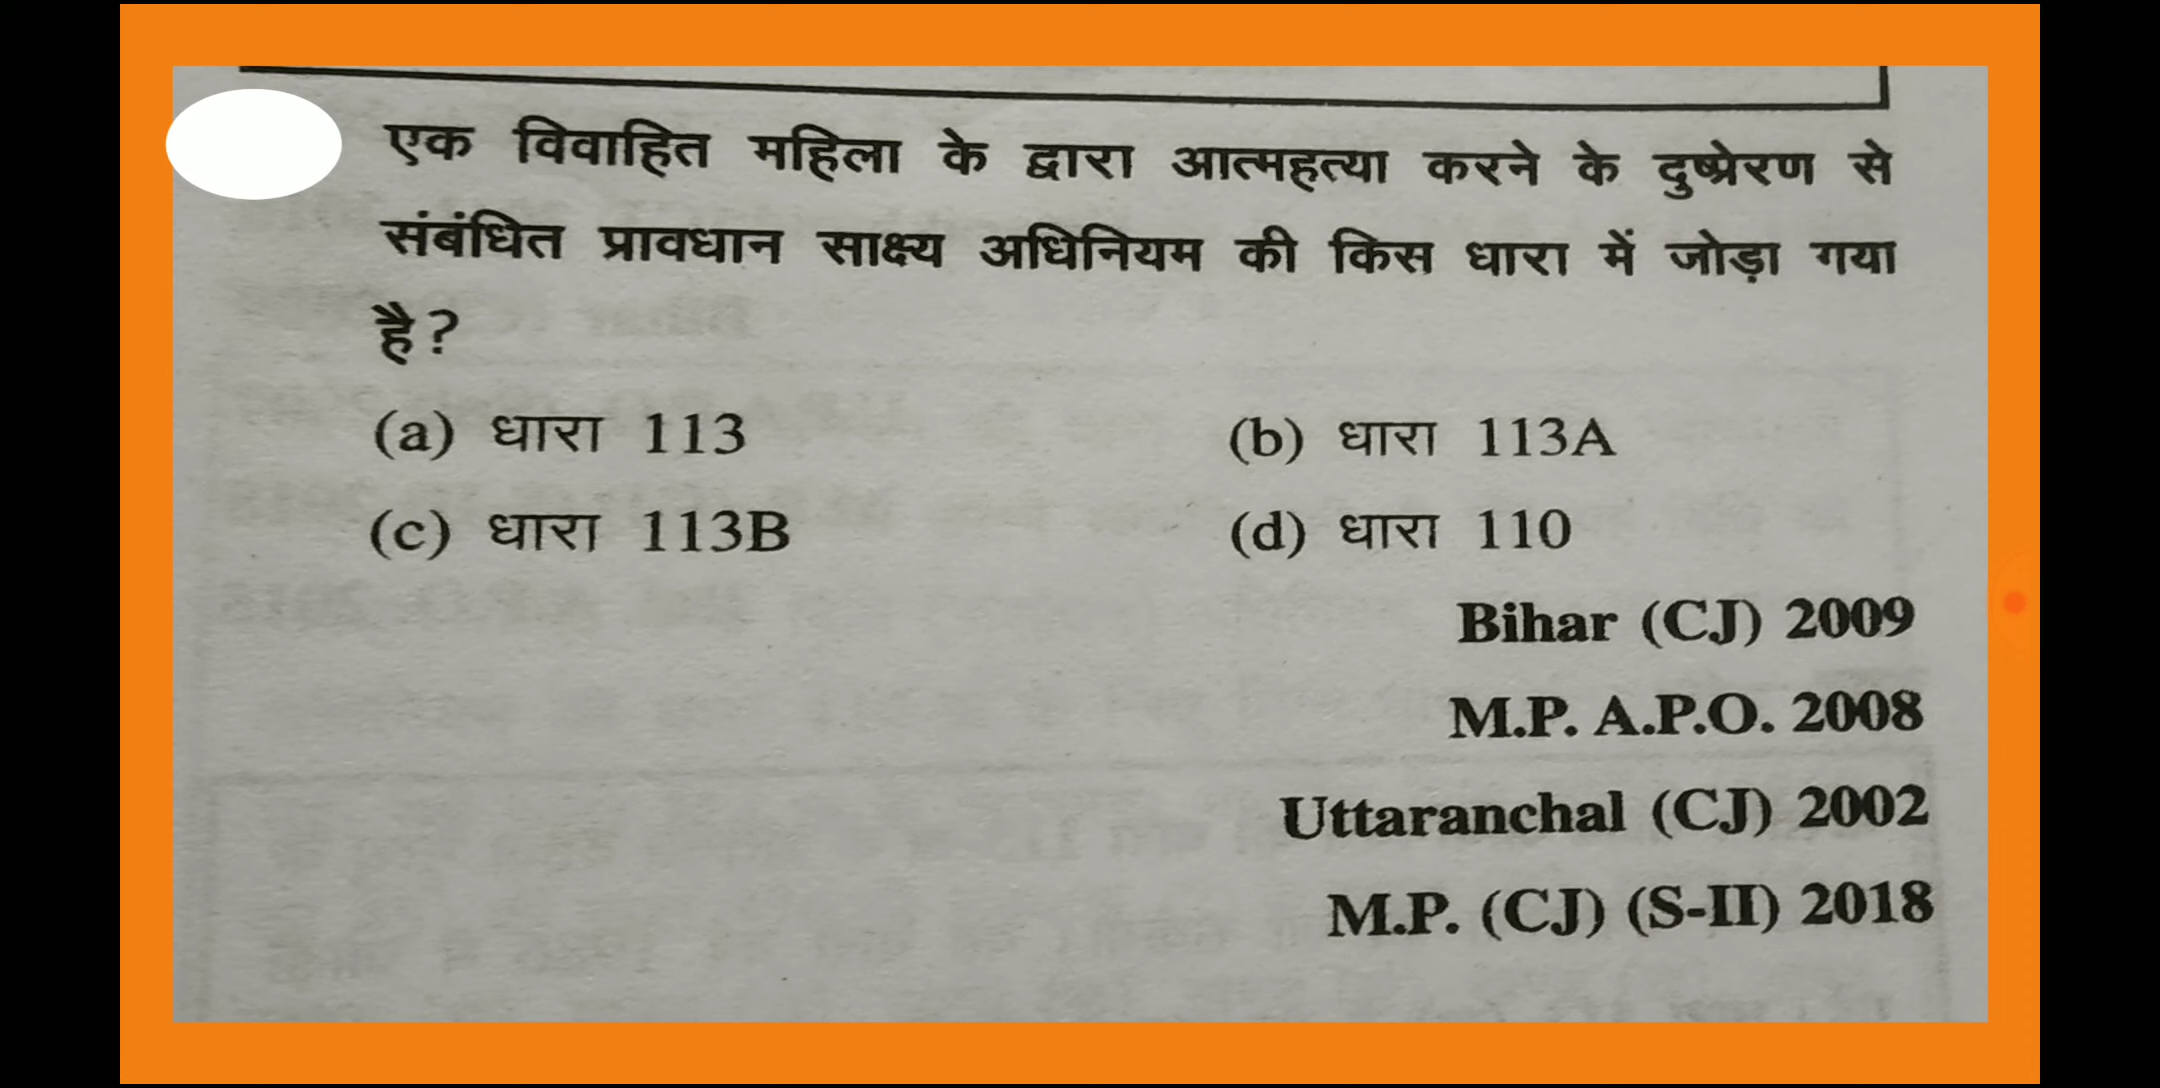 एक विवाहित महिला के द्वारा आत्महत्या करने के दुष्प्रेरण से
संबंधित प्रावधान साक्ष्य अधिनियम की किस धारा में जोड़ा गया
है?
(a) धारा 113 (b) धारा 113A
(c) धारा 113B (d) धारा 110
Bihar (CJ) 2009
M.P. A.P.O. 2008
Uttaranchal (CJ) 2002
M.P. (CJ) (S-II) 2018